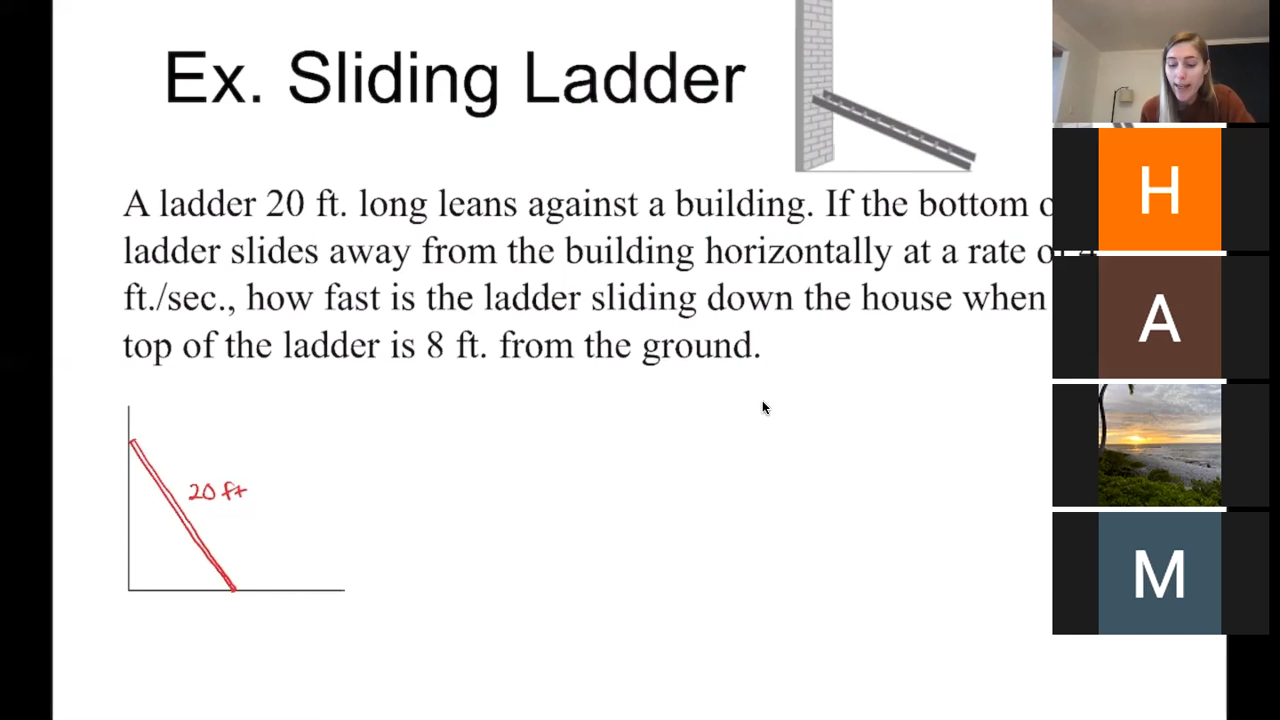 Ex. Sliding Ladder
A ladder 20 ft. long leans against a building. If the bottom
ladder slides away from the building horizontally at a rate
ft./sec., how fast is the ladder sliding down the house when
top of the ladder is 8 ft. from the ground.
20 ft
H
A
M